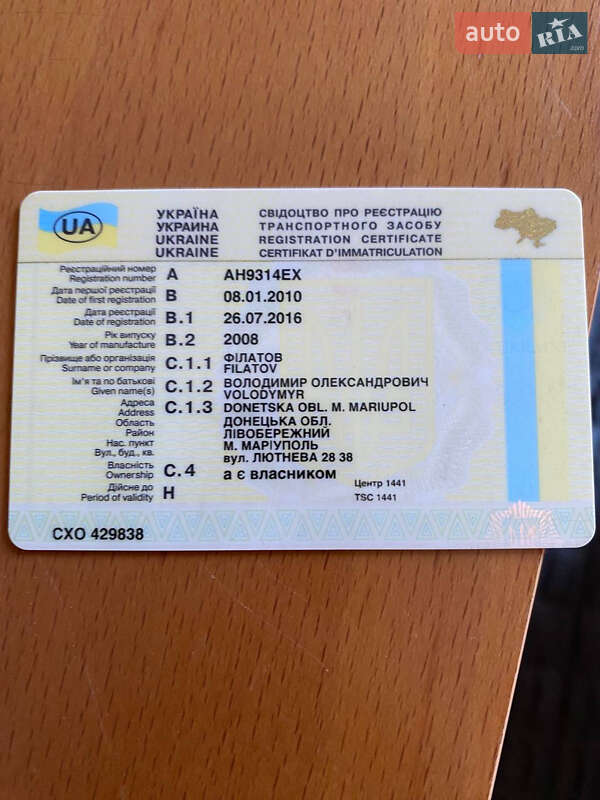 auto RIA .com
UA
УКРАЇНА
УКРАИНА
UKRAINE
UKRAINE
СВІДОЦТВО ПРО РЕЄСТРАЦІЮ
ТРАНСПОРТНОГО ЗАСОБУ
REGISTRATION CERTIFICATE
CERTIFIKAT D'IMMATRICULATION
Реєстраційний номер
Registration number A AH9314EX
Дата першої реєстрації
Date of first registration B 08.01.2010
Дата реєстрації
Date of registration B.1 26.07.2016
Рік випуску
Year of manufacture B.2 2008
Прізвище або організація
Surname or company C.1.1 ФІЛАТОВ
FILATOV
Ім'я та по батькові
Given name(s) C.1.2 ВОЛОДИМИР ОЛЕКСАНДРОВИЧ
VOLODYMYR
Адреса
Address C.1.3 DONETSKA OBL. M. MARIUPOL
Область ДОНЕЦЬКА ОБЛ.
Район ЛІВОБЕРЕЖНИЙ
Нас. пункт М. МАРІУПОЛЬ
Вул., буд., кв. вул. ЛЮТНЕВА 28 38
Власність
Ownership C.4 а є власником
Дійсне до
Period of validity H
Центр 1441
TSC 1441
СХО 429838